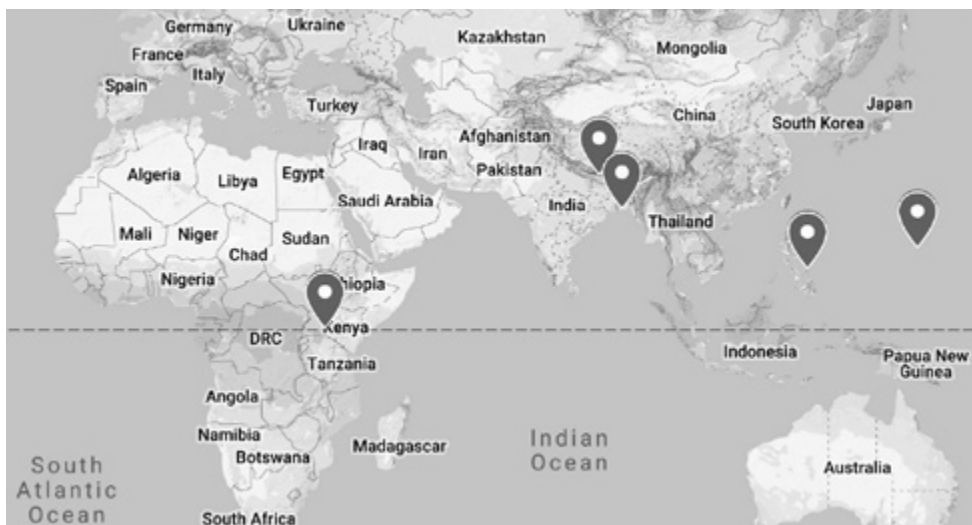 Germany
Ukraine
Kazakhstan
Mongolia
France
Italy
Spain
Turkey
Japan
China
South Korea
Afghanistan
Iraq
Iran
Pakistan
Algeria
Libya
Egypt
Saudi Arabia
India
Thailand
Mali
Niger
Sudan
Chad
Nigeria
hiopia
Kenya
DRC
Tanzania
Indonesia
Papua New
Guinea
Angola
Namibia
Botswana
Madagascar
Indian
Ocean
Australia
South
Atlantic
Ocean
South Africa